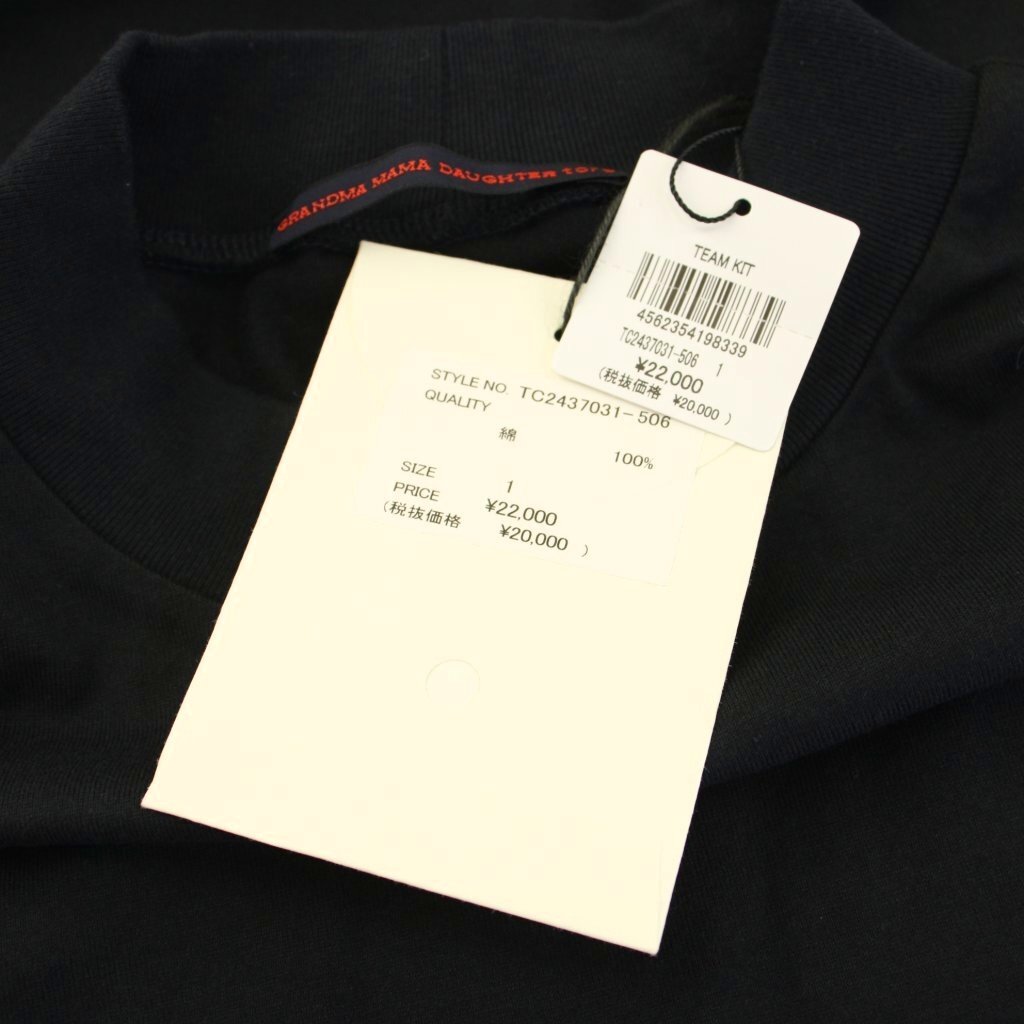 GRANDMA MAMA DAUGHTER
TEAM KIT
4562354198339
TC2437031-506 1
¥22,000
(税抜価格 ¥20,000 )
STYLE NO. TC2437031-506
QUALITY
綿
100%
SIZE 1
PRICE ¥22,000
(税抜価格 ¥20,000 )